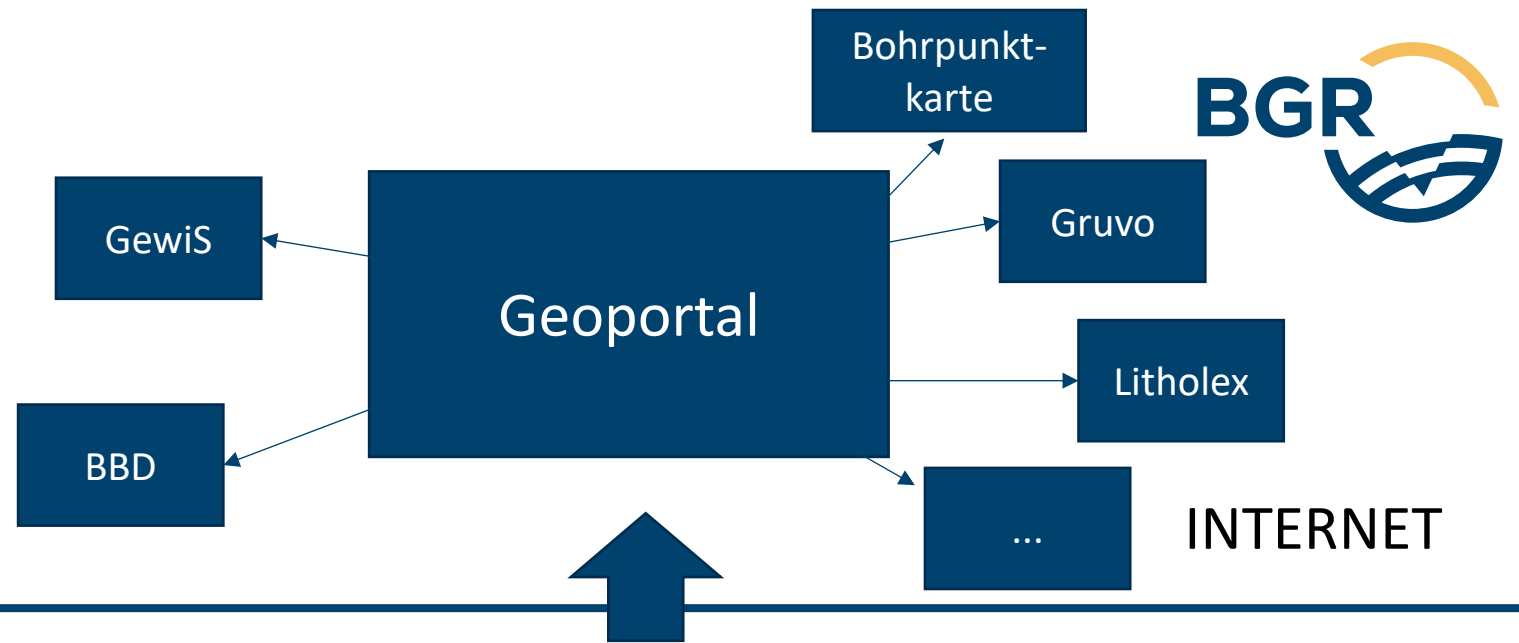 Bohrpunkt-
karte
BGR
GewiS
Gruvo
Geoportal
Litholex
BBD
...
INTERNET